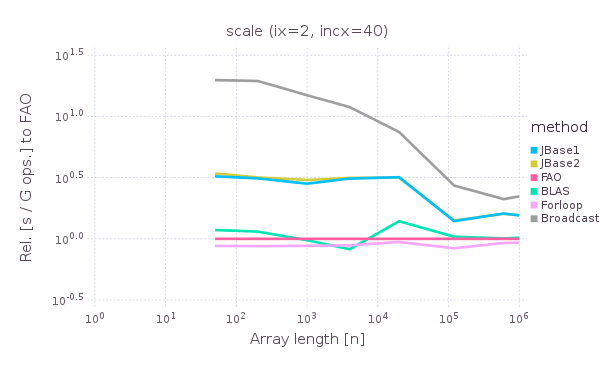 scale (ix=2, incx=40)
Rel. [s / G ops.] to FAO
10^1.5
10^1.0
10^0.5
10^0.0
10^-0.5
10^0 10^1 10^2 10^3 10^4 10^5 10^6
Array length [n]
method
JBase1
JBase2
FAO
BLAS
Forloop
Broadcast